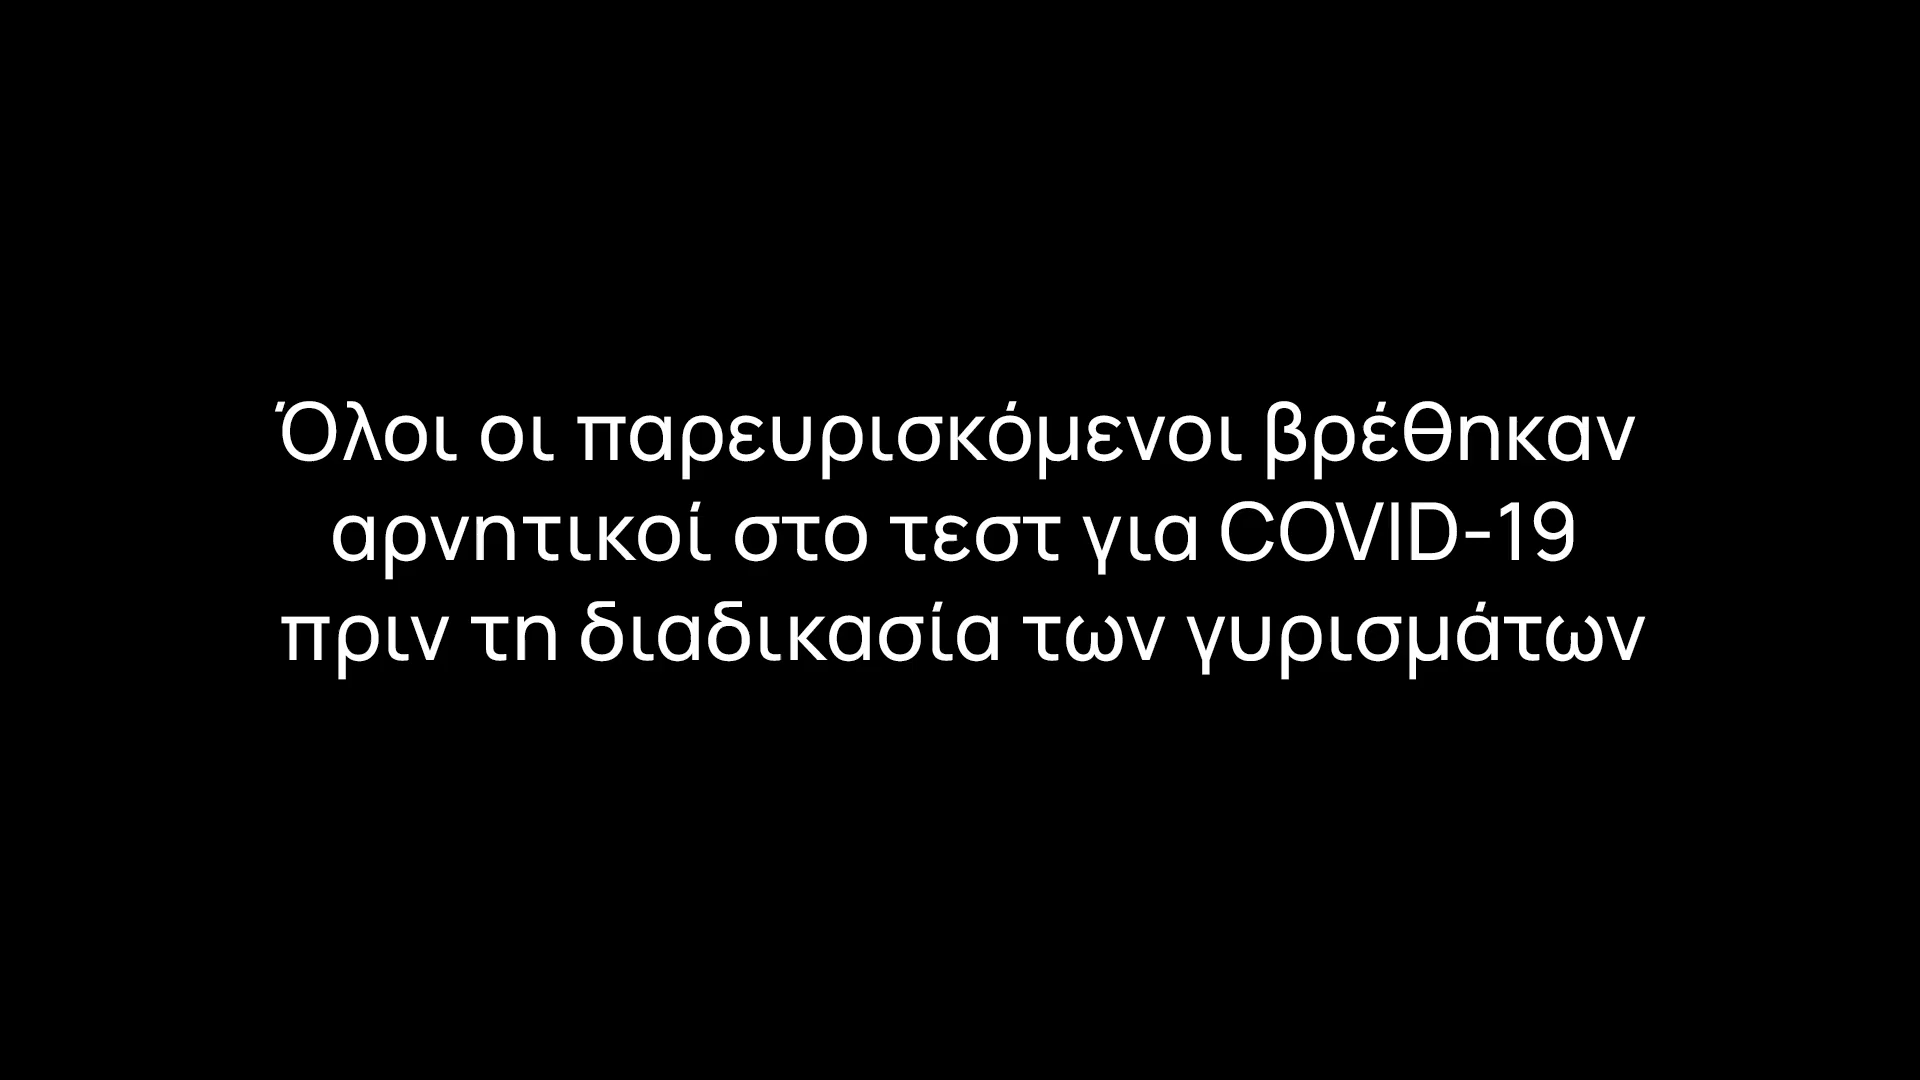 Όλοι οι παρευρισκόμενοι βρέθηκαν
αρνητικοί στο τεστ για COVID-19
πριν τη διαδικασία των γυρισμάτων